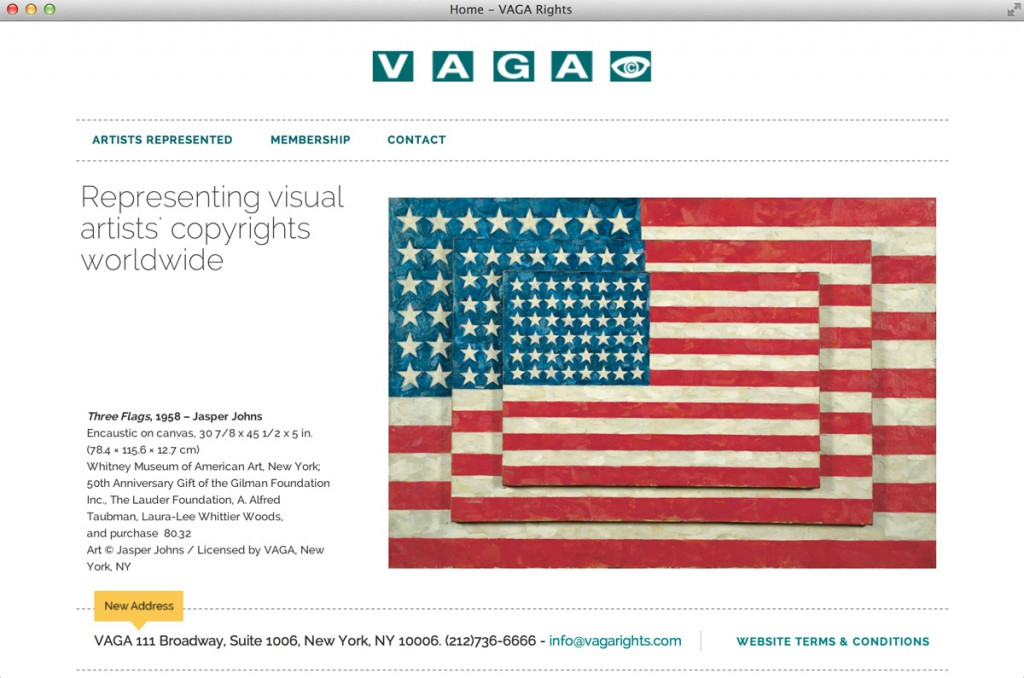 Home – VAGA Rights
VAGA ©
ARTISTS REPRESENTED MEMBERSHIP CONTACT
Representing visual
artists' copyrights
worldwide
Three Flags, 1958 – Jasper Johns
Encaustic on canvas, 30 7/8 x 45 1/2 x 5 in.
(78.4 × 115.6 × 12.7 cm)
Whitney Museum of American Art, New York;
50th Anniversary Gift of the Gilman Foundation
Inc., The Lauder Foundation, A. Alfred
Taubman, Laura-Lee Whittier Woods,
and purchase 80.32
Art © Jasper Johns / Licensed by VAGA, New
York, NY
New Address
VAGA 111 Broadway, Suite 1006, New York, NY 10006. (212)736-6666 - info@vagarights.com WEBSITE TERMS & CONDITIONS